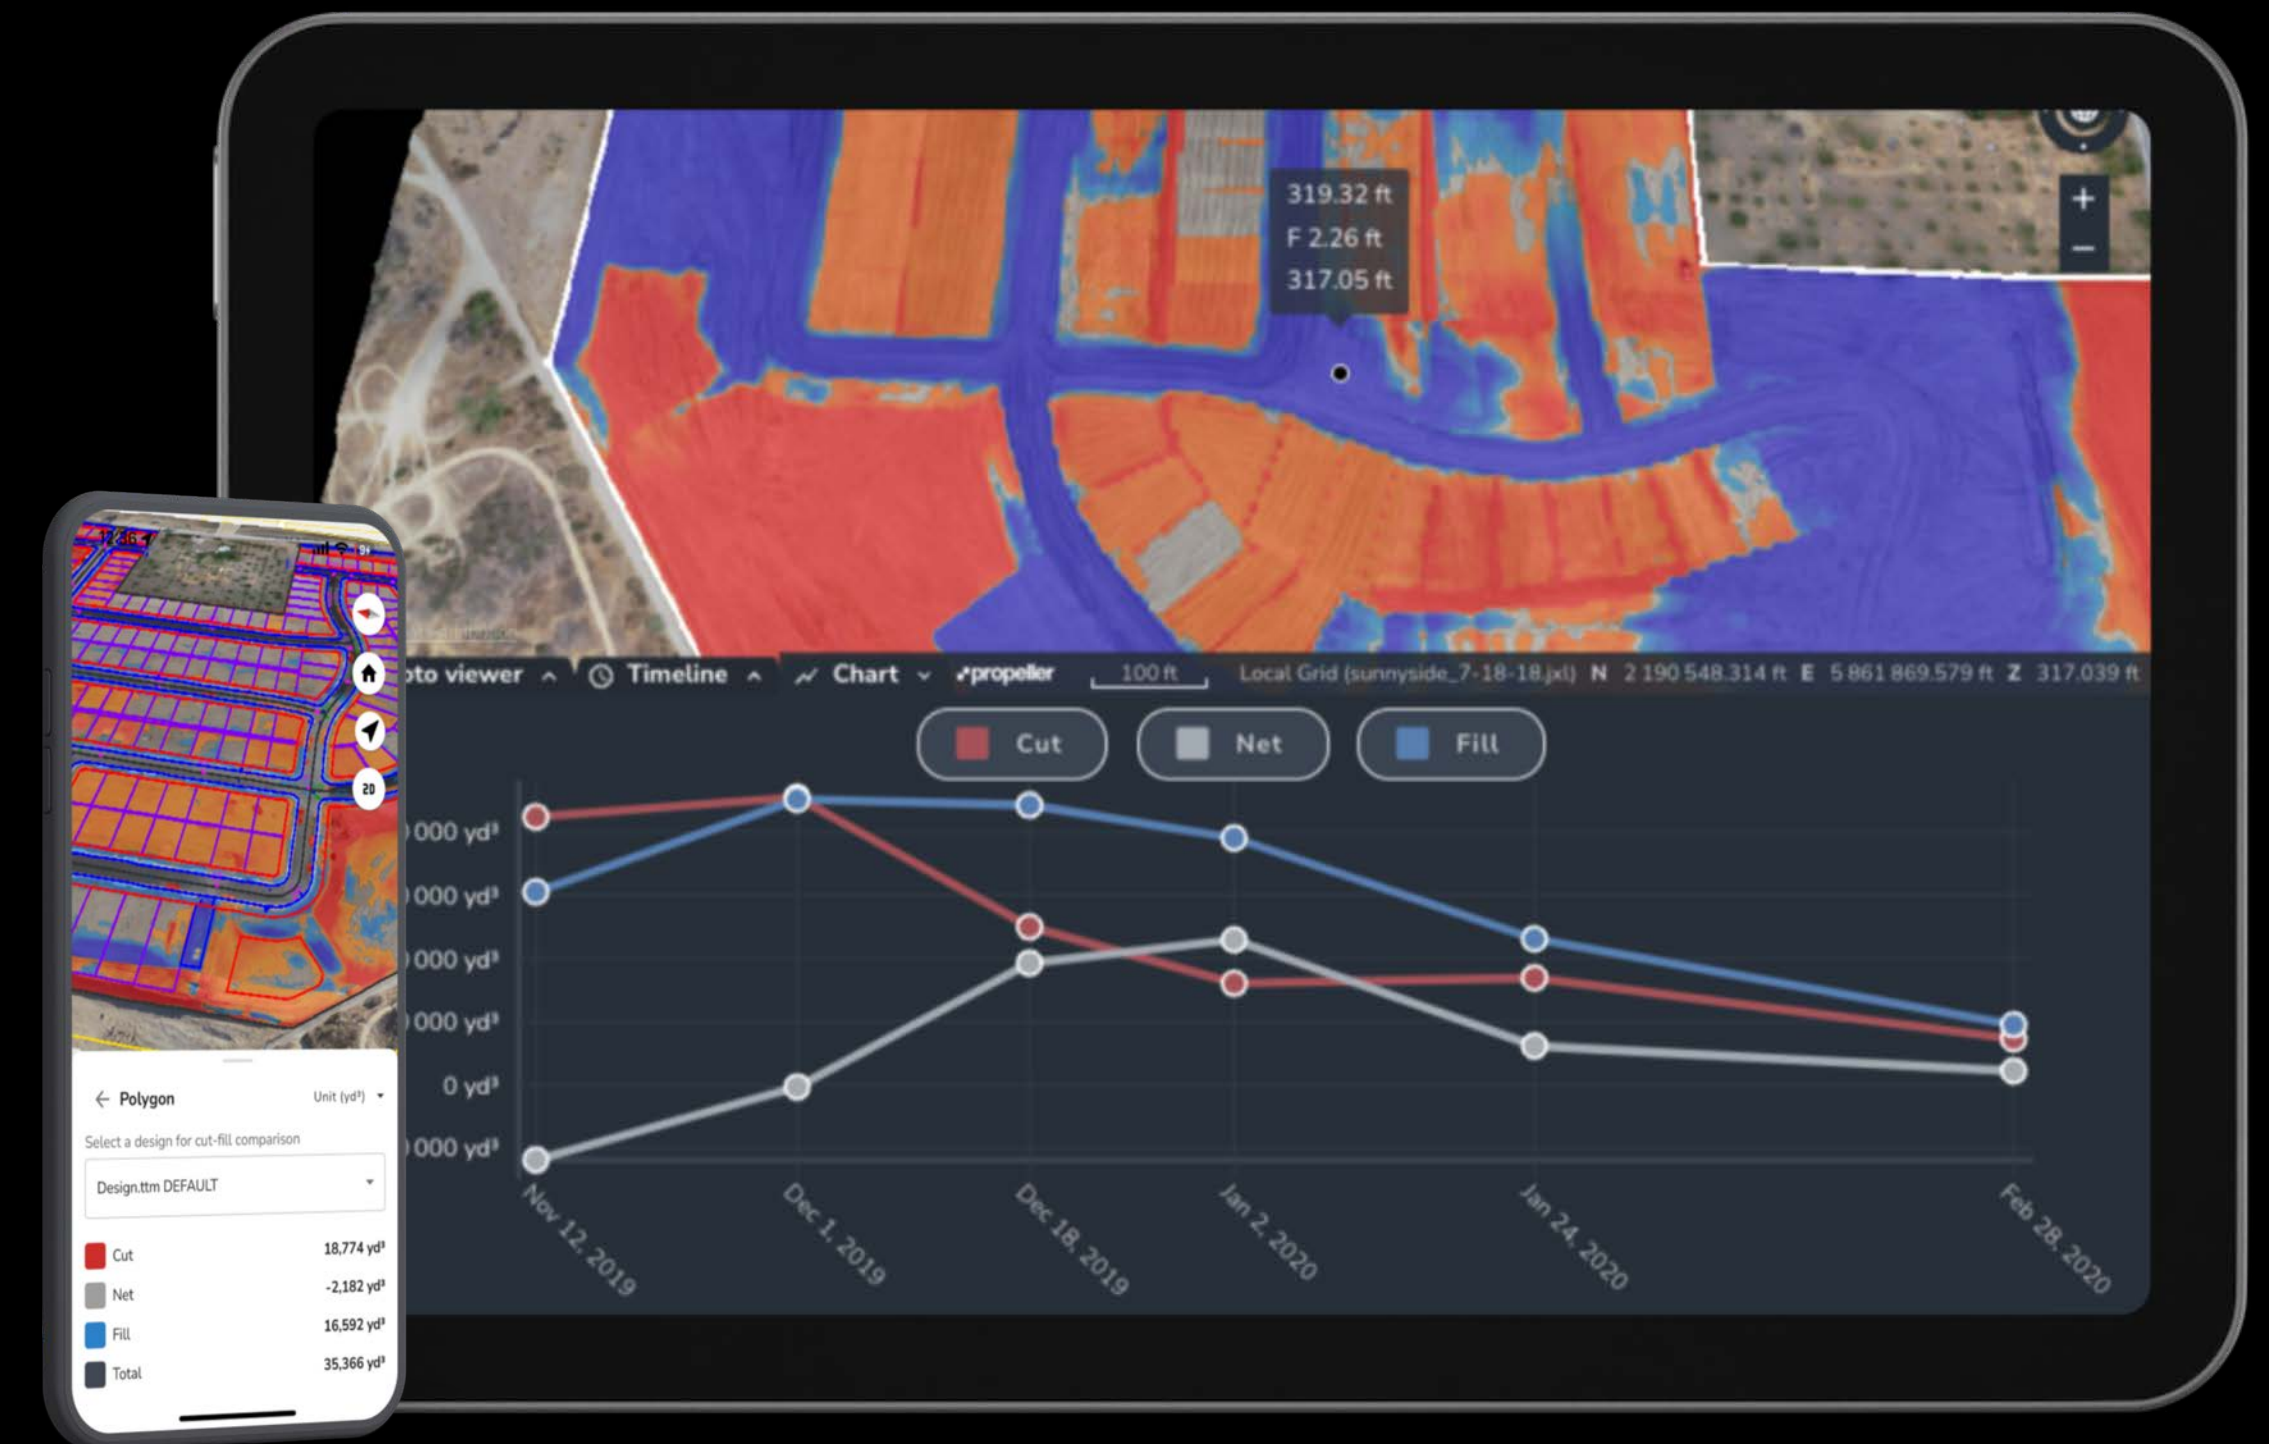 319.32 ft
F 2.26 ft
317.05 ft
viewer
Timeline
Chart
propeller
100 ft
Local Grid (sunnyside_7-18-18.jxl) N 2 190 548.314 ft E 5 861 869.579 ft Z 317.039 ft
Cut
Net
Fill
000 yd³
000 yd³
000 yd³
000 yd³
0 yd³
000 yd³
Nov 12, 2019
Dec 1, 2019
Dec 18, 2019
Jan 2, 2020
Jan 24, 2020
Feb 28, 2020
2D
Polygon
Unit (yd³)
Select a design for cut-fill comparison
Design.ttm DEFAULT
Cut 18,774 yd³
Net -2,182 yd³
Fill 16,592 yd³
Total 35,366 yd³